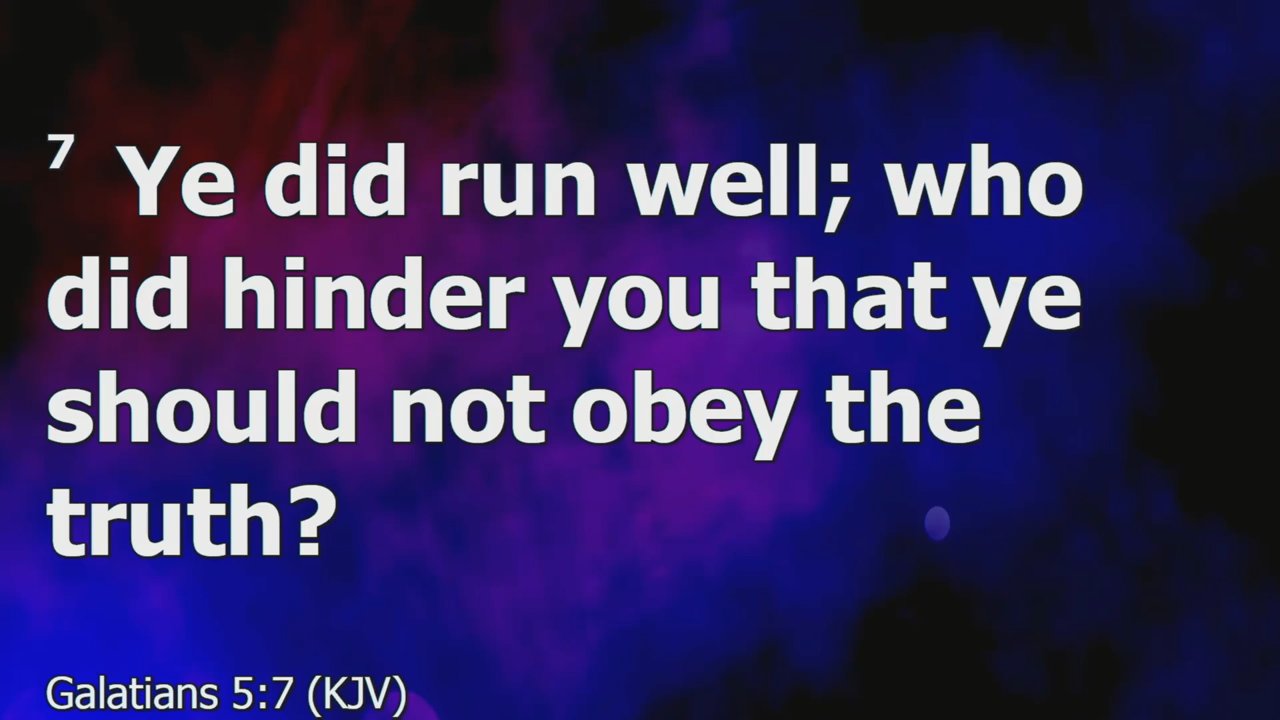 7 Ye did run well; who
did hinder you that ye
should not obey the
truth?
Galatians 5:7 (KJV)